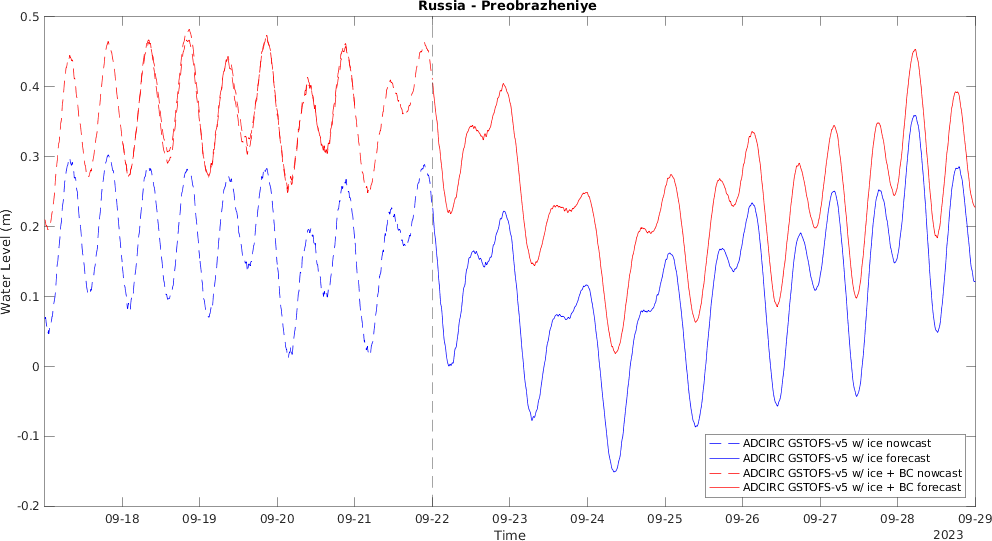 Russia - Preobrazheniye
Water Level (m)
0.5
0.4
0.3
0.2
0.1
0
-0.1
-0.2
ADCIRC GSTOFS-v5 w/ ice nowcast
ADCIRC GSTOFS-v5 w/ ice forecast
ADCIRC GSTOFS-v5 w/ ice + BC nowcast
ADCIRC GSTOFS-v5 w/ ice + BC forecast
09-18 09-19 09-20 09-21 09-22 09-23 09-24 09-25 09-26 09-27 09-28 09-29
Time
2023